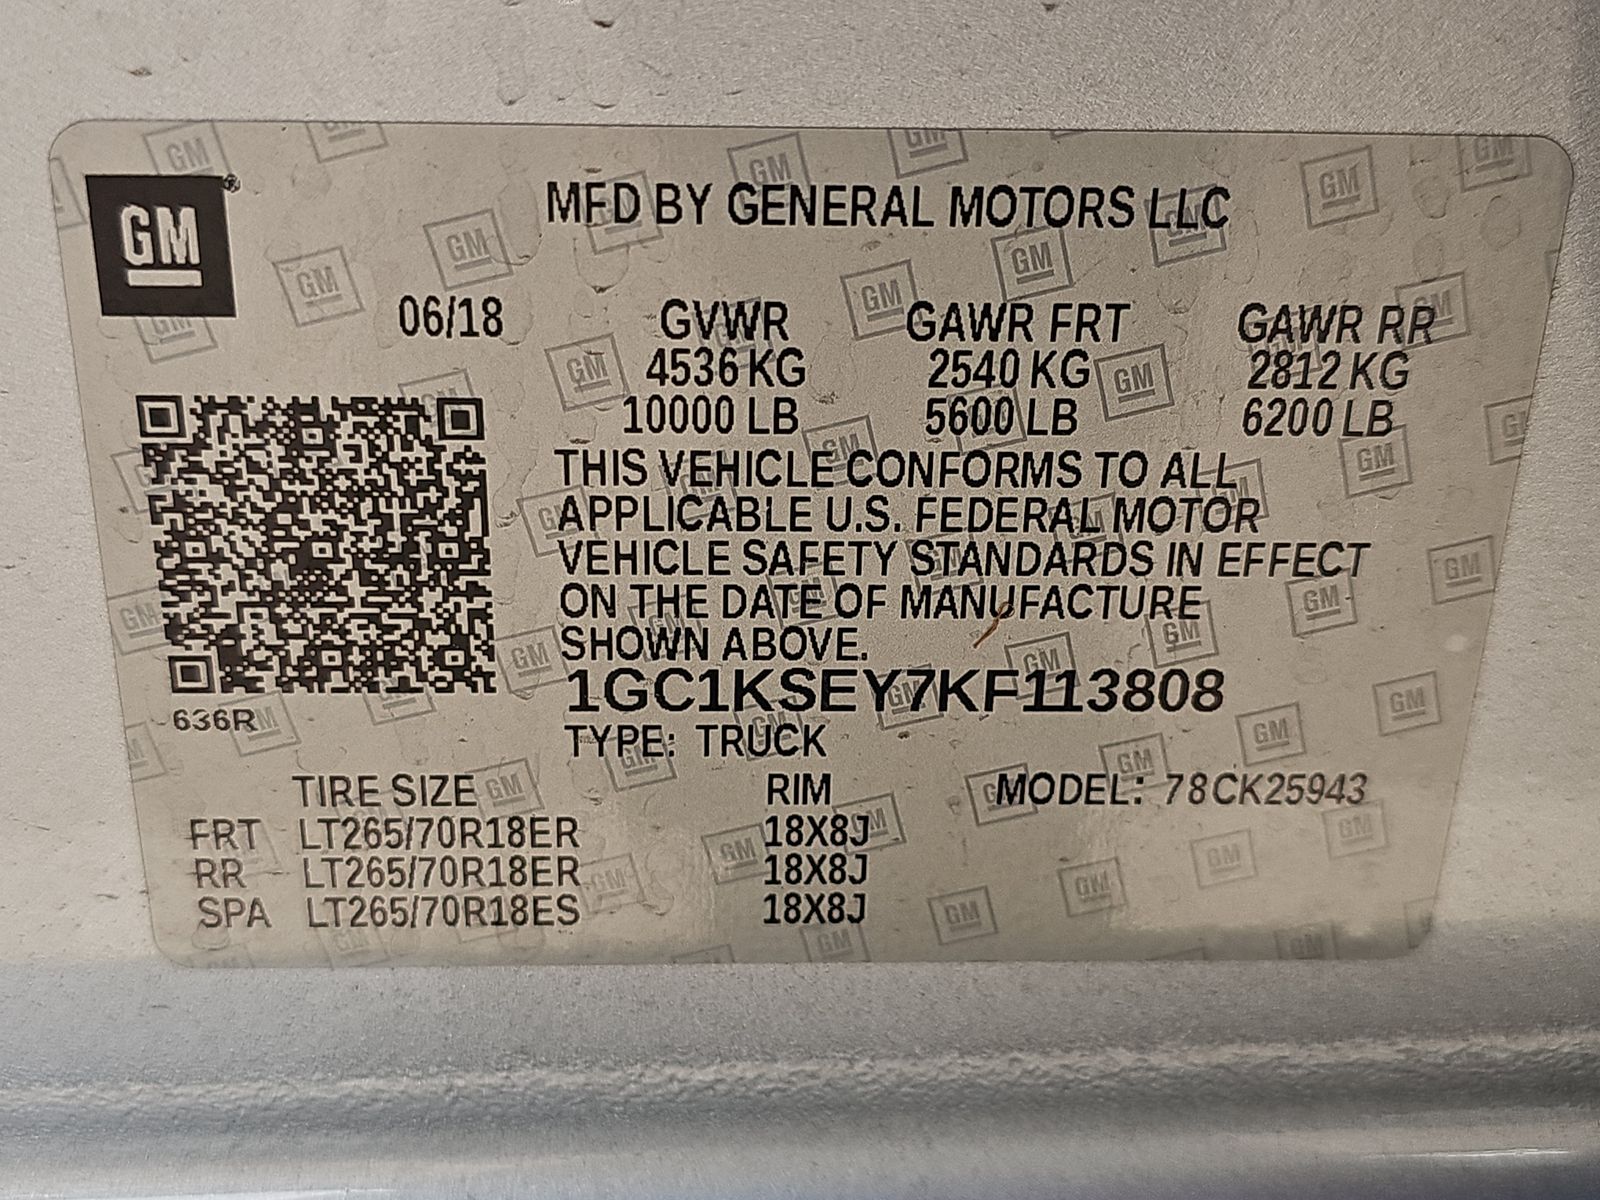 GM
MFD BY GENERAL MOTORS LLC
06/18 GVWR GAWR FRT GAWR RR
4536 KG 2540 KG 2812 KG
10000 LB 5600 LB 6200 LB
THIS VEHICLE CONFORMS TO ALL
APPLICABLE U.S. FEDERAL MOTOR
VEHICLE SAFETY STANDARDS IN EFFECT
ON THE DATE OF MANUFACTURE
SHOWN ABOVE.
1GC1KSEY7KF113808
636R
TYPE: TRUCK
TIRE SIZE RIM MODEL: 78CK25943
FRT LT265/70R18ER 18X8J
RR LT265/70R18ER 18X8J
SPA LT265/70R18ES 18X8J